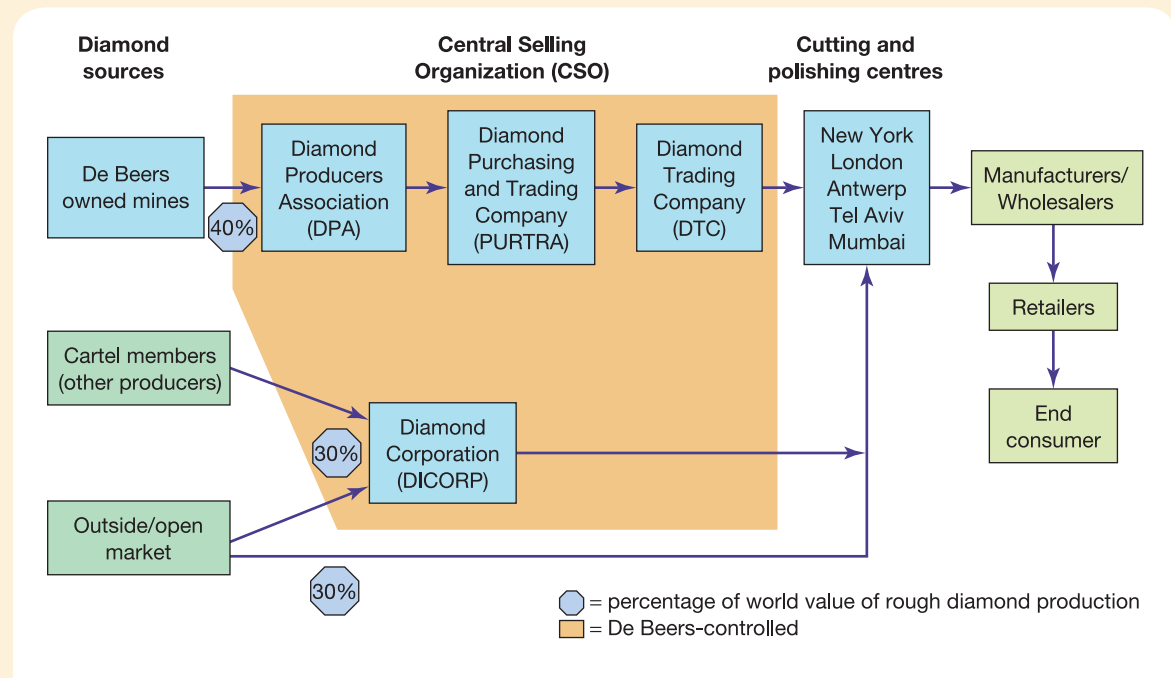 Diamond
sources
Central Selling
Organization (CSO)
Cutting and
polishing centres
De Beers
owned mines
40%
Diamond
Producers
Association
(DPA)
Diamond
Purchasing
and Trading
Company
(PURTRA)
Diamond
Trading
Company
(DTC)
New York
London
Antwerp
Tel Aviv
Mumbai
Manufacturers/
Wholesalers
Retailers
End
consumer
Cartel members
(other producers)
30%
Diamond
Corporation
(DICORP)
Outside/open
market
30%
= percentage of world value of rough diamond production
= De Beers-controlled